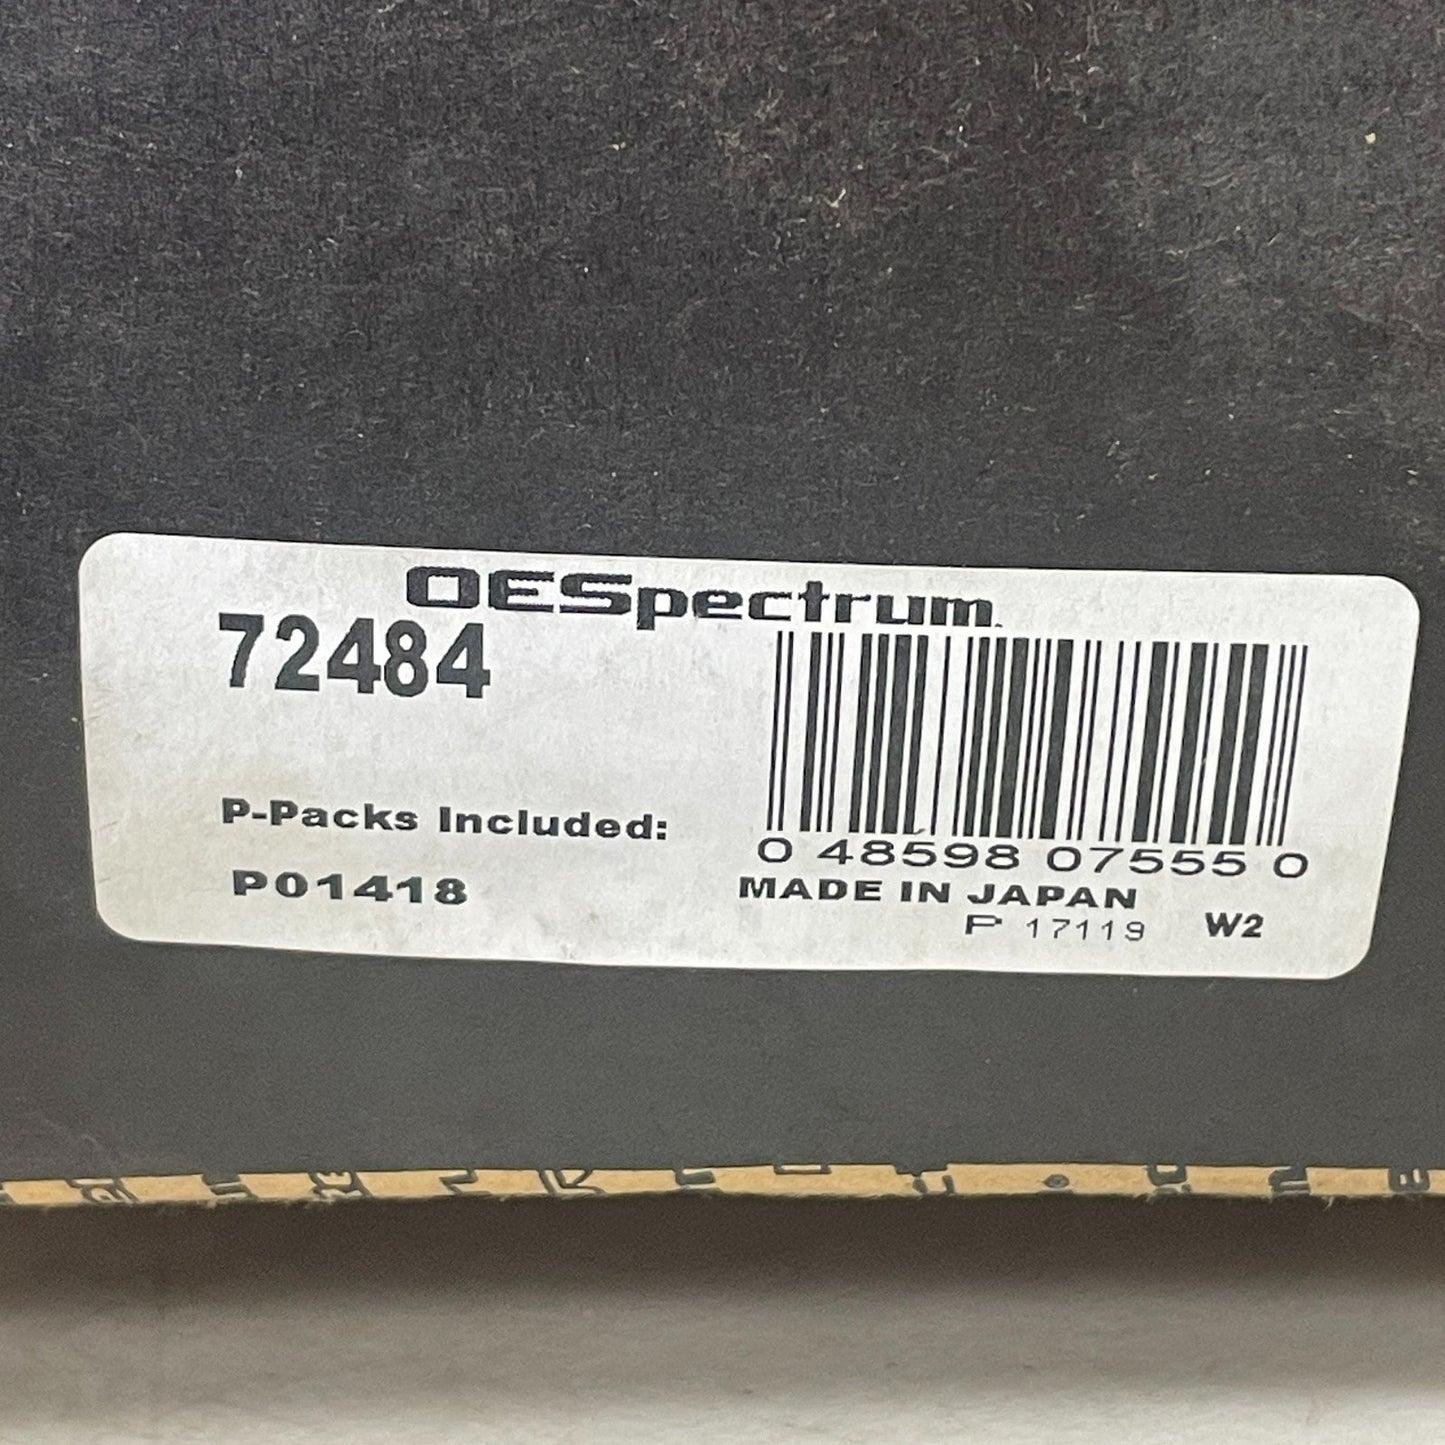 OESpectrum
72484
P-Packs Included:
P01418
0 48598 07555 0
MADE IN JAPAN
P 17119 W2